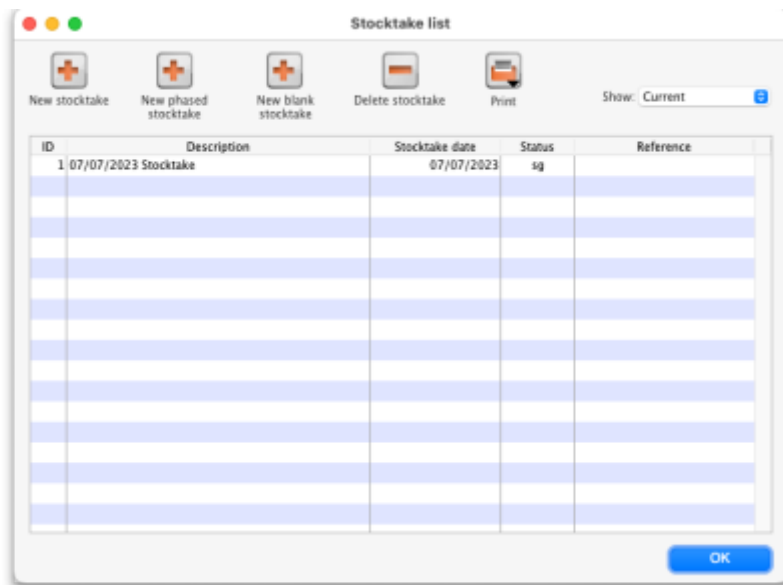 Stocktake list
New stocktake
New phased
stocktake
New blank
stocktake
Delete stocktake
Print
Show: Current
ID Description Stocktake date Status Reference
1 07/07/2023 Stocktake 07/07/2023 sg
OK